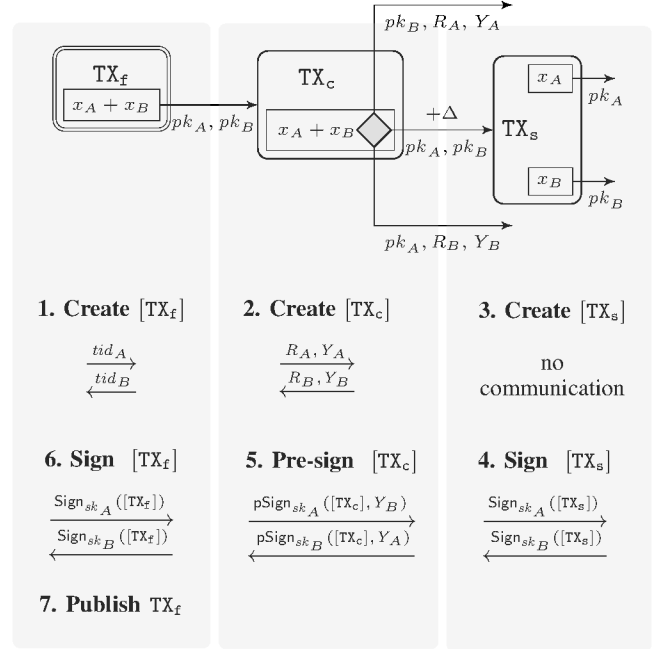 pk_B, R_A, Y_A
TX_f
x_A + x_B
pk_A, pk_B
TX_c
x_A + x_B
+Δ
pk_A, pk_B
TX_s
x_A
pk_A
x_B
pk_B
pk_A, R_B, Y_B
1. Create [TX_f]
tid_A
tid_B
2. Create [TX_c]
R_A, Y_A
R_B, Y_B
3. Create [TX_s]
no
communication
6. Sign [TX_f]
Sign_{sk_A}([TX_f])
Sign_{sk_B}([TX_f])
5. Pre-sign [TX_c]
pSign_{sk_A}([TX_c], Y_B)
pSign_{sk_B}([TX_c], Y_A)
4. Sign [TX_s]
Sign_{sk_A}([TX_s])
Sign_{sk_B}([TX_s])
7. Publish TX_f